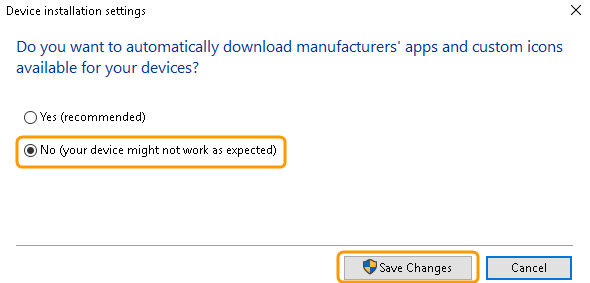 Device installation settings
Do you want to automatically download manufacturers' apps and custom icons
available for your devices?
Yes (recommended)
No (your device might not work as expected)
Save Changes
Cancel